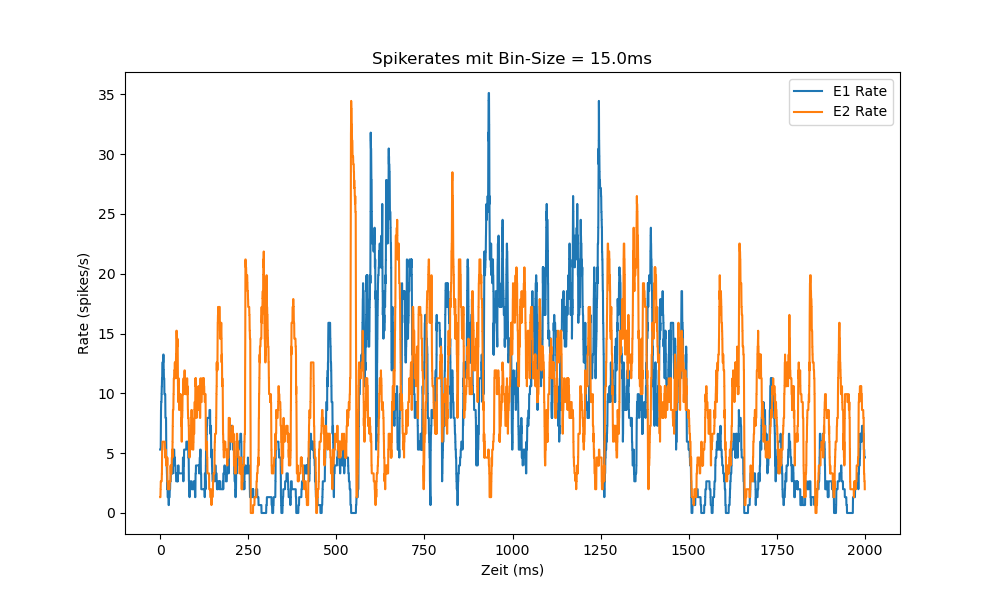 Spikerates mit Bin-Size = 15.0ms
E1 Rate
E2 Rate
Rate (spikes/s)
35
30
25
20
15
10
5
0
0 250 500 750 1000 1250 1500 1750 2000
Zeit (ms)